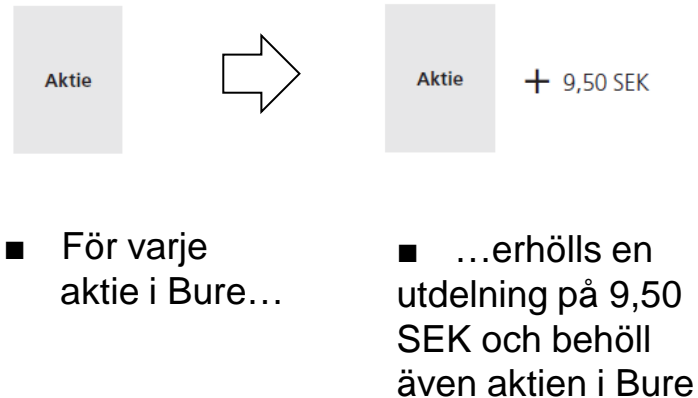 Aktie
Aktie
+ 9,50 SEK
■ För varje
aktie i Bure…
■ …erhölls en
utdelning på 9,50
SEK och behöll
även aktien i Bure